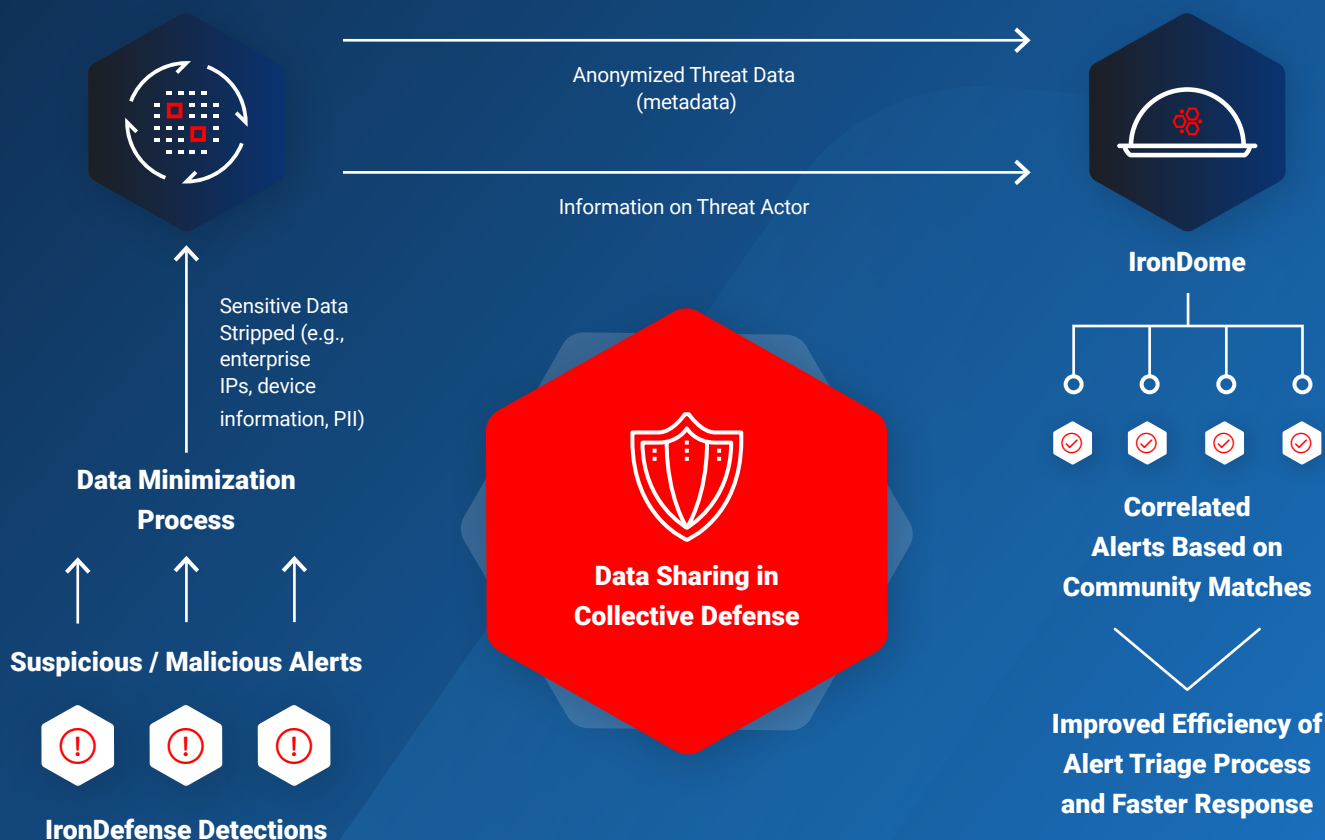 Anonymized Threat Data
(metadata)
Information on Threat Actor
IronDome
Sensitive Data
Stripped (e.g.,
enterprise
IPs, device
information, PII)
Data Minimization
Process
Suspicious / Malicious Alerts
IronDefense Detections
Data Sharing in
Collective Defense
Correlated
Alerts Based on
Community Matches
Improved Efficiency of
Alert Triage Process
and Faster Response